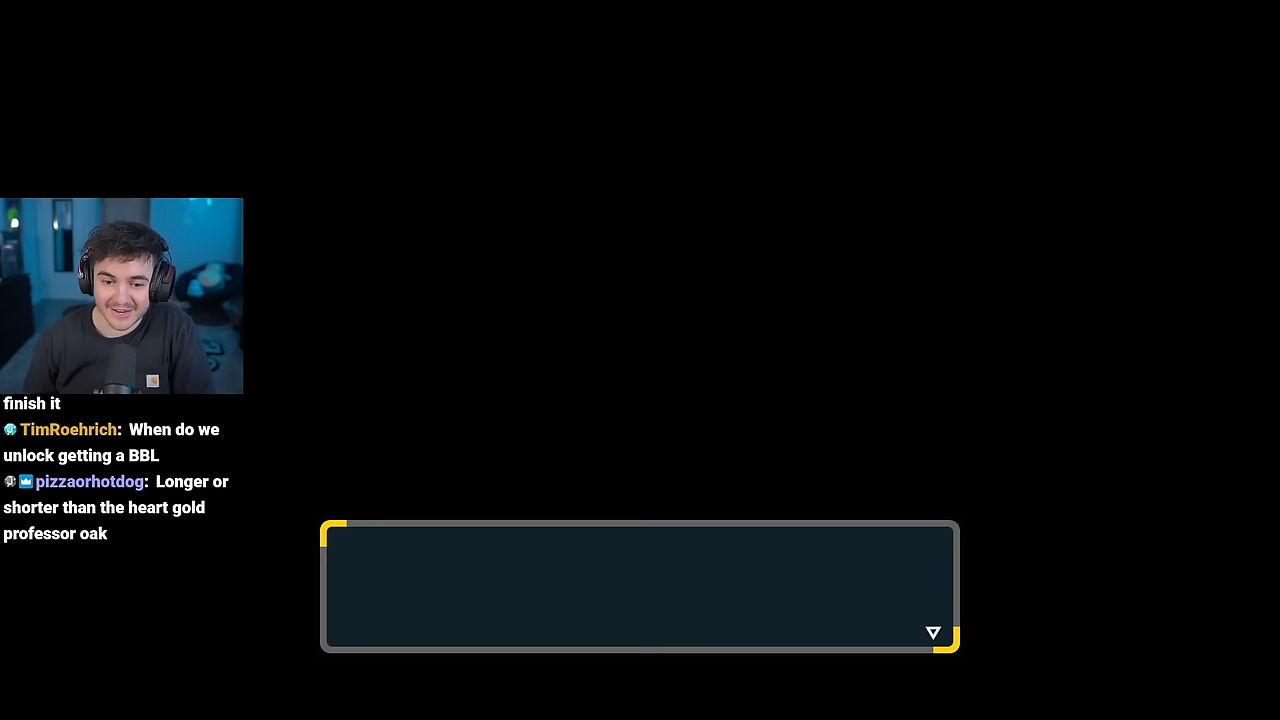 finish it
TimRoehrich: When do we
unlock getting a BBL
pizzaorhotdog: Longer or
shorter than the heart gold
professor oak